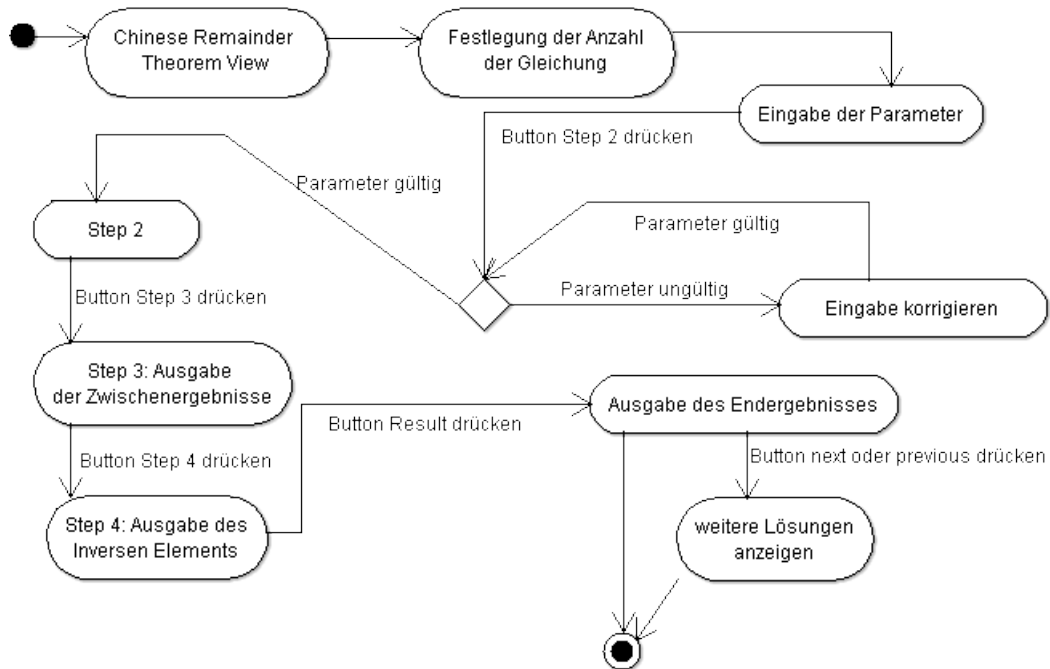 Chinese Remainder
Theorem View
Festlegung der Anzahl
der Gleichung
Eingabe der Parameter
Button Step 2 drücken
Parameter gültig
Step 2
Parameter gültig
Button Step 3 drücken
Parameter ungültig
Eingabe korrigieren
Step 3: Ausgabe
der Zwischenergebnisse
Ausgabe des Endergebnisses
Button Result drücken
Button Step 4 drücken
Button next oder previous drücken
Step 4: Ausgabe des
Inversen Elements
weitere Lösungen
anzeigen